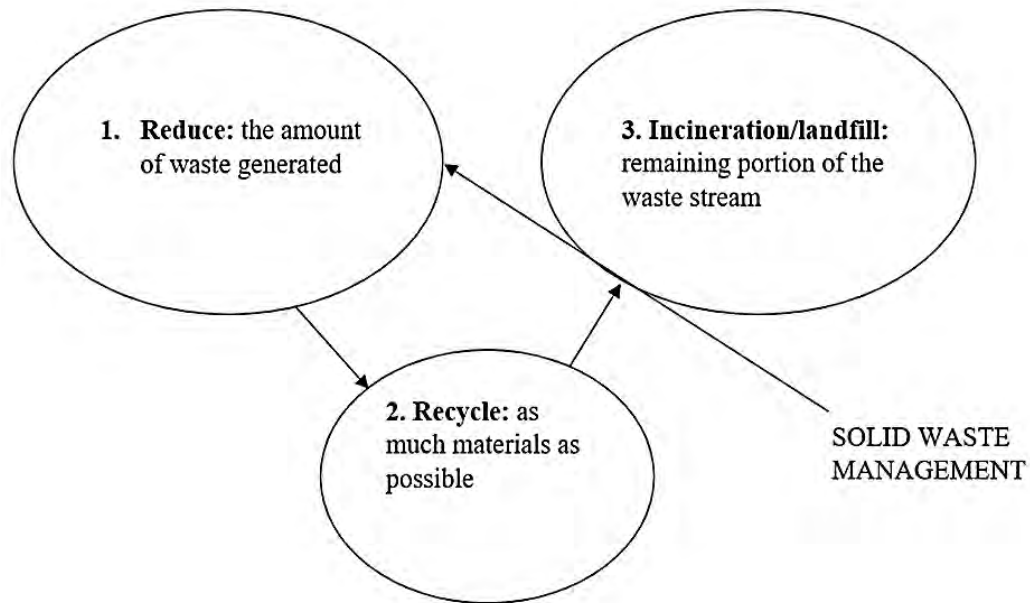 1. Reduce: the amount
of waste generated
3. Incineration/landfill:
remaining portion of the
waste stream
2. Recycle: as
much materials as
possible
SOLID WASTE
MANAGEMENT